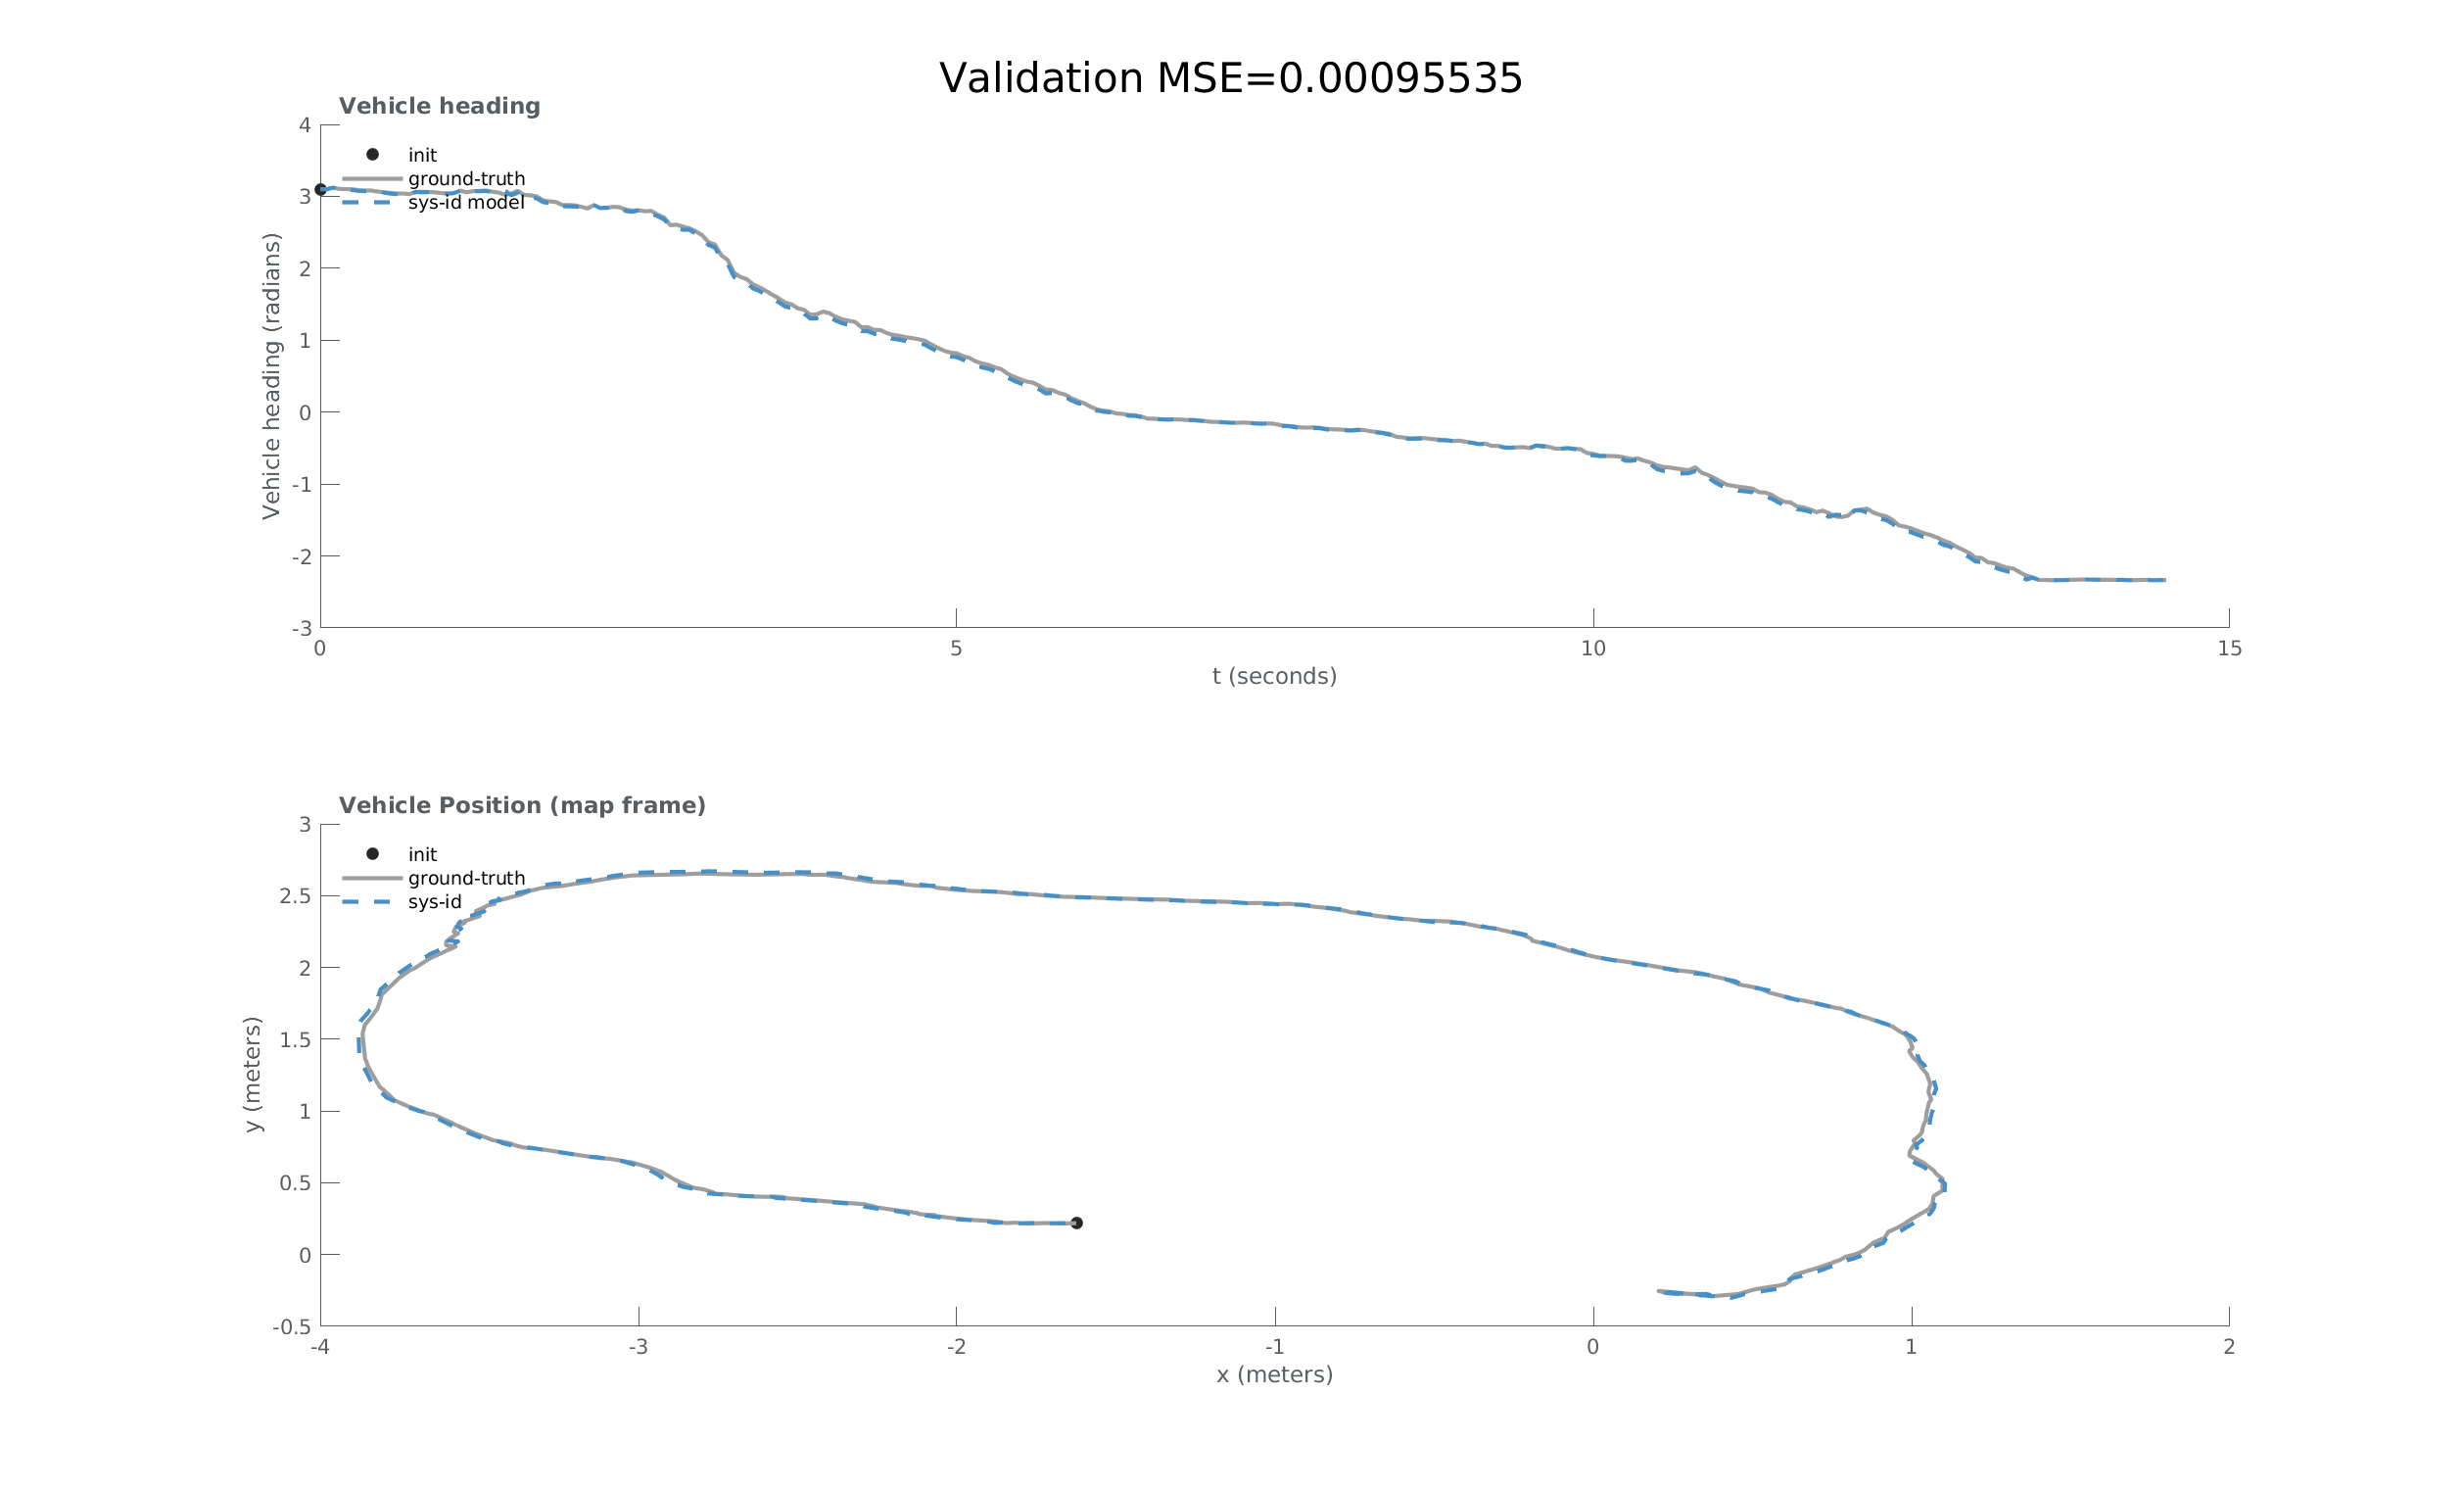 Validation MSE=0.00095535
Vehicle heading
4
3
2
1
0
-1
-2
-3
Vehicle heading (radians)
init
ground-truth
sys-id model
0
5
10
15
t (seconds)
Vehicle Position (map frame)
3
2.5
2
1.5
1
0.5
0
-0.5
y (meters)
init
ground-truth
sys-id
-4
-3
-2
-1
0
1
2
x (meters)